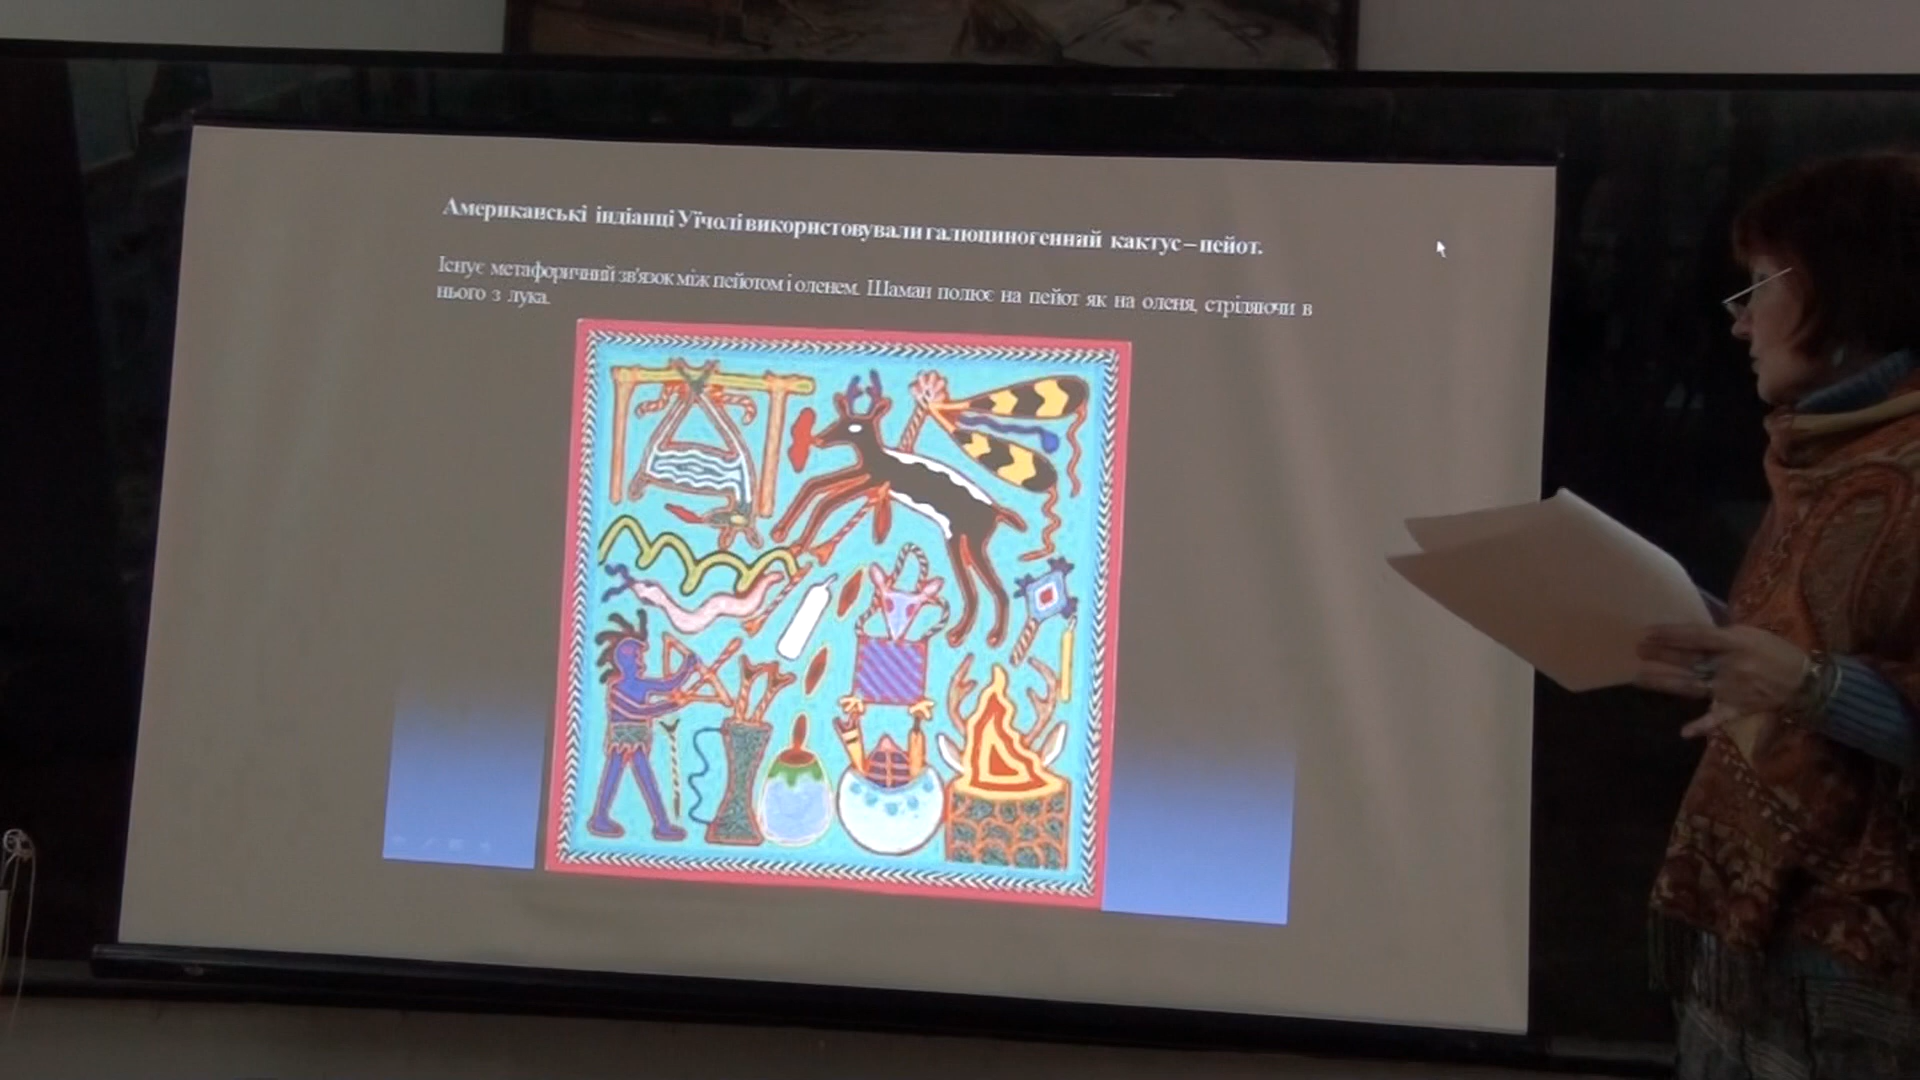 Американські індіанці Уїчолі використовували галюциногенний кактус – пейот.
Існує метафоричний зв'язок між пейотом і оленем. Шаман полює на пейот як на оленя, стріляючи в
нього з лука.